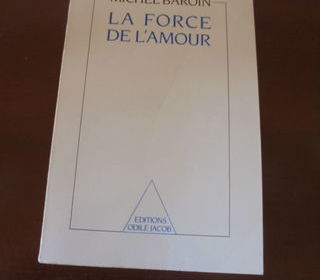 MICHEL BAROIN
LA FORCE
DE L'AMOUR
EDITIONS
ODILE JACOB